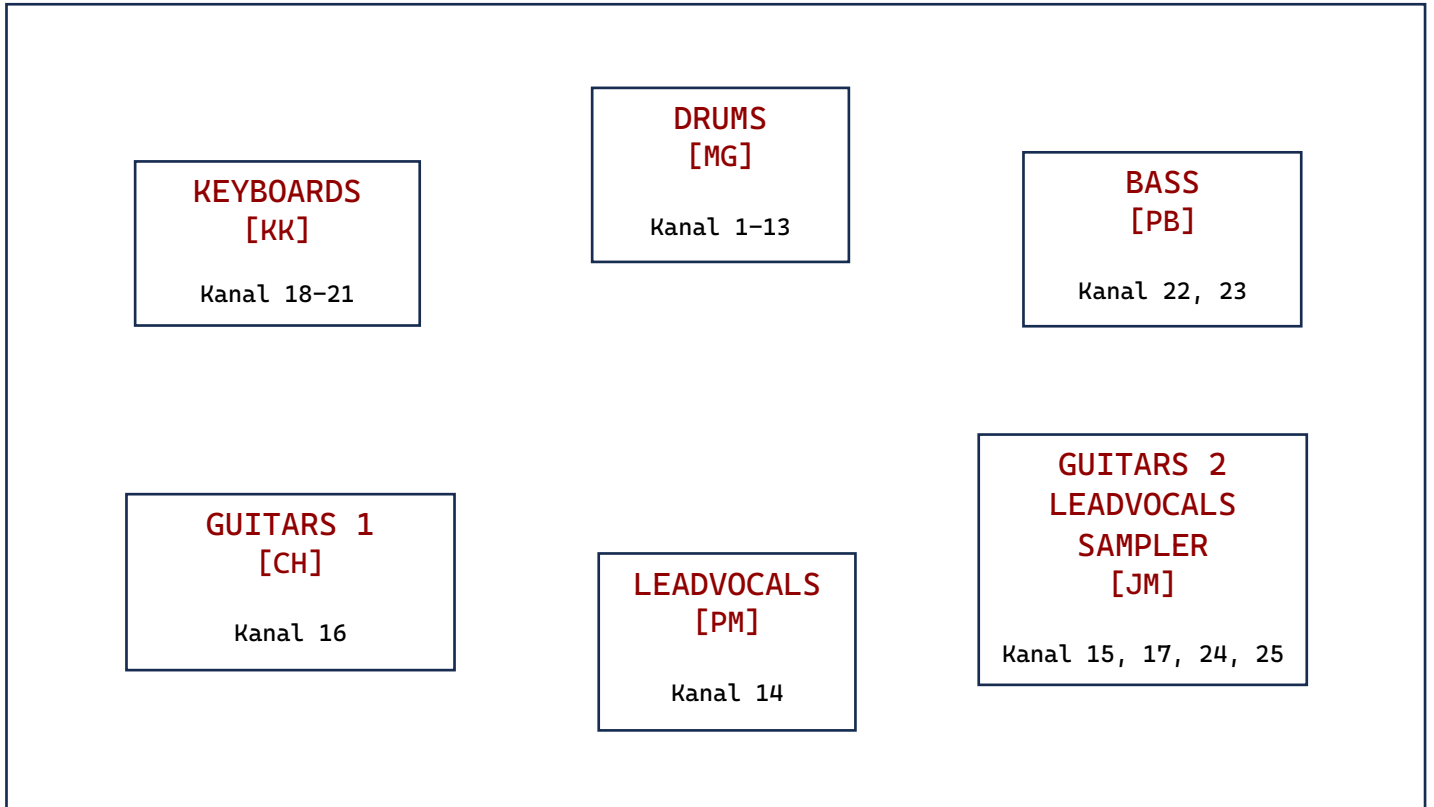 DRUMS
[MG]
Kanal 1-13
KEYBOARDS
[KK]
Kanal 18-21
BASS
[PB]
Kanal 22, 23
GUITARS 1
[CH]
Kanal 16
LEADVOCALS
[PM]
Kanal 14
GUITARS 2
LEADVOCALS
SAMPLER
[JM]
Kanal 15, 17, 24, 25